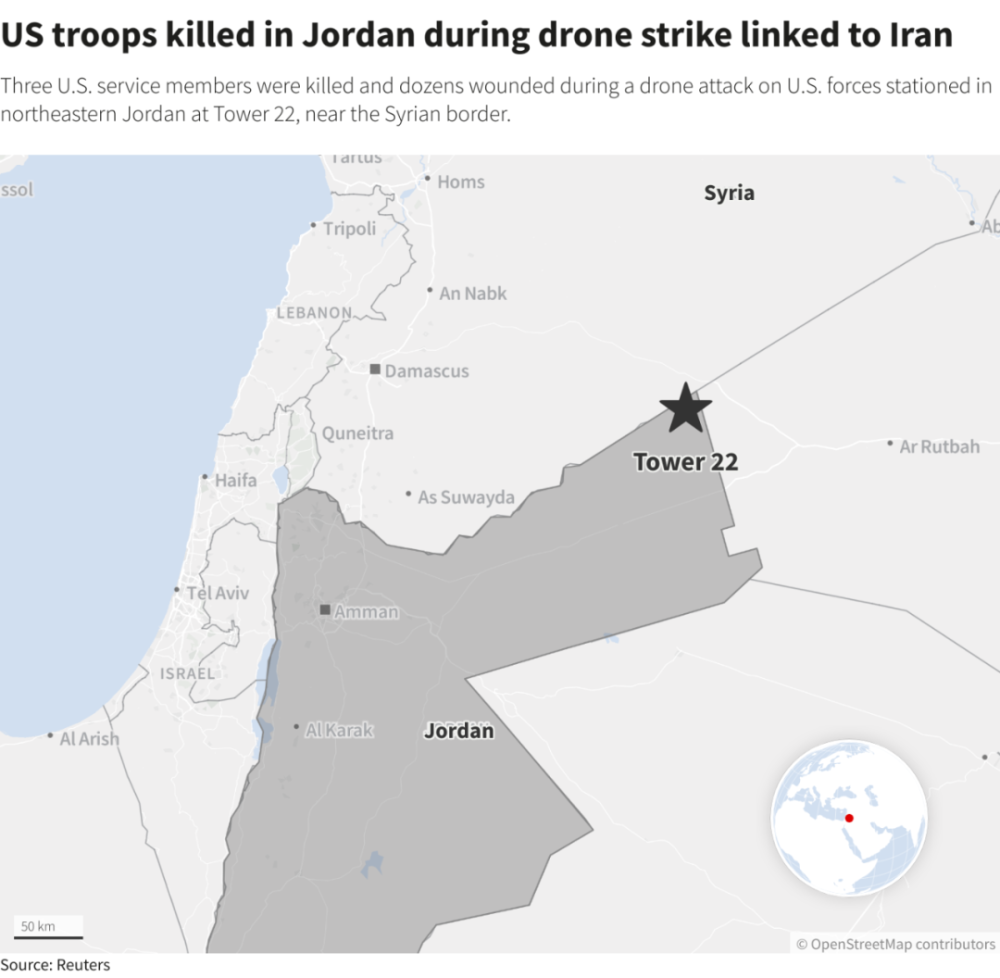 US troops killed in Jordan during drone strike linked to Iran
Three U.S. service members were killed and dozens wounded during a drone attack on U.S. forces stationed in
northeastern Jordan at Tower 22, near the Syrian border.
Tartus
ssol
Homs
Syria
Tripoli
Ab
An Nabk
LEBANON
Damascus
Quneitra
Tower 22
Ar Rutbah
Haifa
As Suwayda
Tel Aviv
Amman
ISRAEL
Al Karak
Jordan
Al Arish
50 km
© OpenStreetMap contributors
Source: Reuters